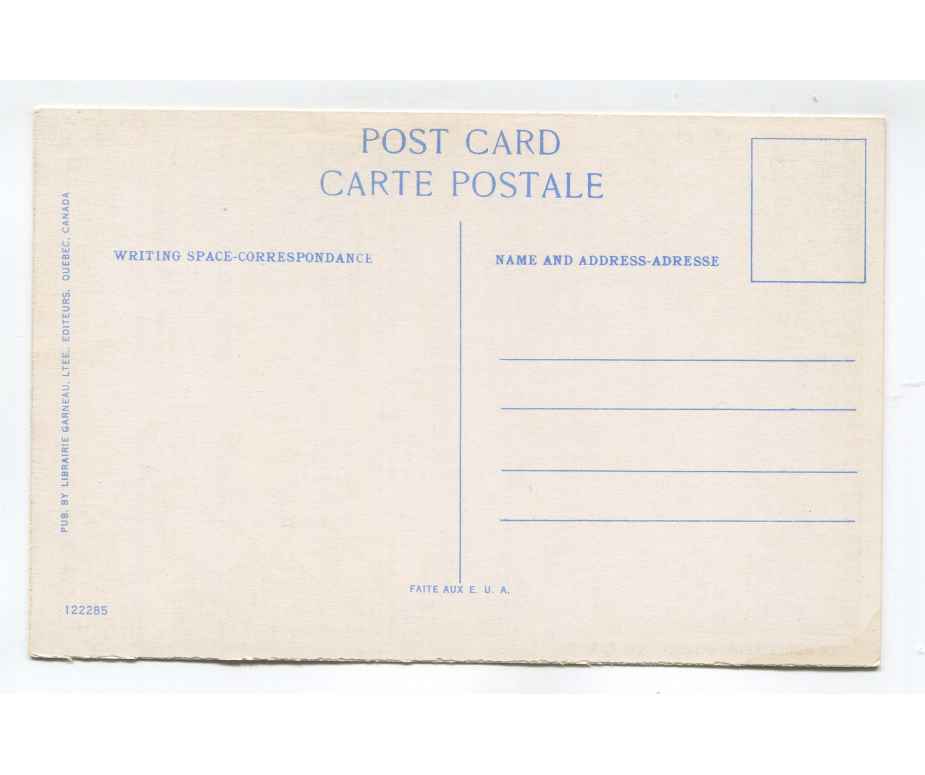 POST CARD
CARTE POSTALE
WRITING SPACE-CORRESPONDANCE
NAME AND ADDRESS-ADRESSE
PUB. BY LIBRAIRIE GARNEAU, LTEE., EDITEURS, QUEBEC, CANADA
FAITE AUX E. U. A.
122285